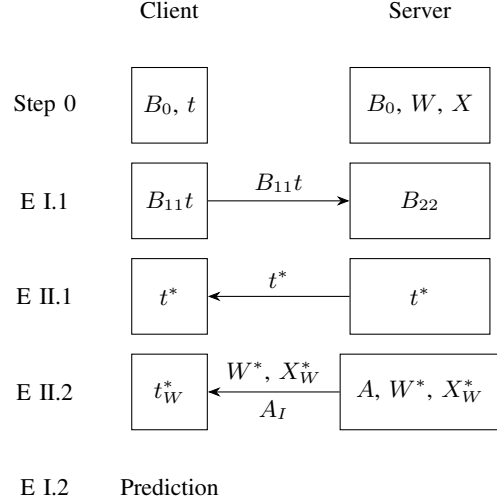 Client Server
Step 0 B₀, t B₀, W, X
E I.1 B₁₁t B₁₁t B₂₂
E II.1 t* t* t*
E II.2 t*_W W*, X*_W A_I A, W*, X*_W
E I.2 Prediction